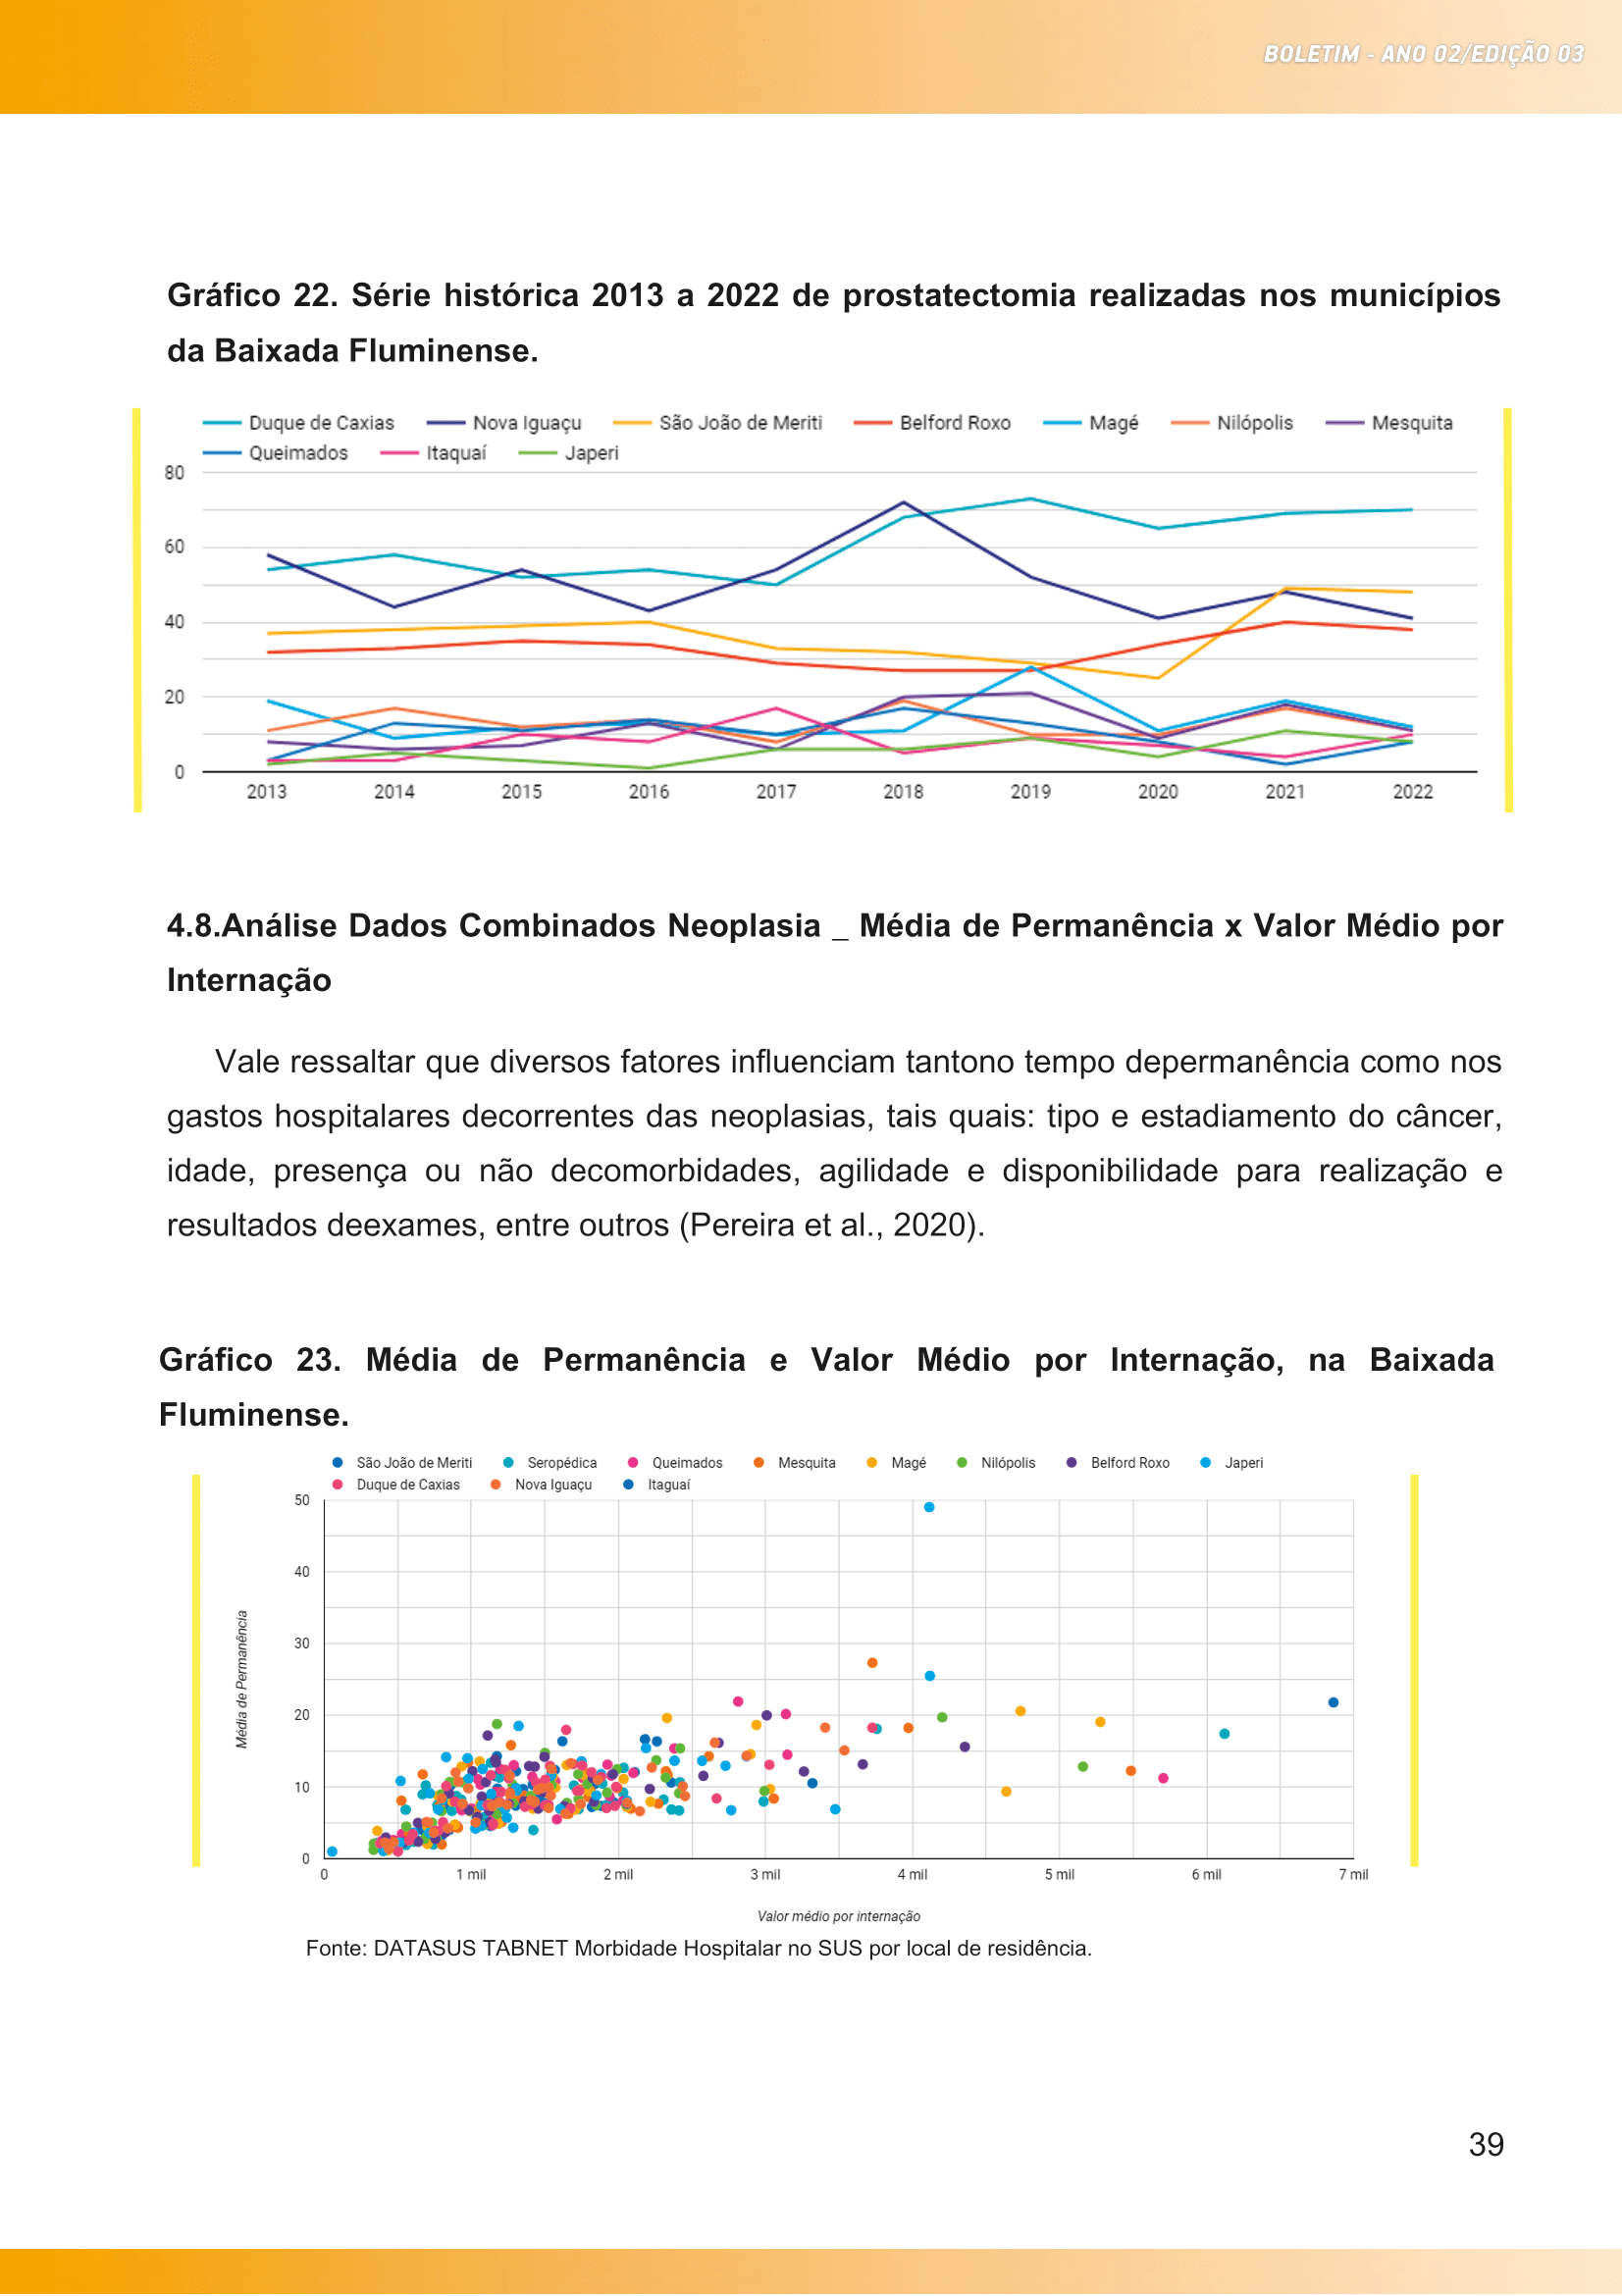 BOLETIM - ANO 02/EDIÇÃO 03
Gráfico 22. Série histórica 2013 a 2022 de prostatectomia realizadas nos municípios
da Baixada Fluminense.
Duque de Caxias Nova Iguaçu São João de Meriti Belford Roxo Magé Nilópolis Mesquita
Queimados Itaquaí Japeri
80
60
40
20
0
2013 2014 2015 2016 2017 2018 2019 2020 2021 2022
4.8.Análise Dados Combinados Neoplasia _ Média de Permanência x Valor Médio por
Internação
Vale ressaltar que diversos fatores influenciam tantono tempo depermanência como nos
gastos hospitalares decorrentes das neoplasias, tais quais: tipo e estadiamento do câncer,
idade, presença ou não decomorbidades, agilidade e disponibilidade para realização e
resultados deexames, entre outros (Pereira et al., 2020).
Gráfico 23. Média de Permanência e Valor Médio por Internação, na Baixada
Fluminense.
São João de Meriti Seropédica Queimados Mesquita Magé Nilópolis Belford Roxo Japeri
Duque de Caxias Nova Iguaçu Itaguaí
50
40
30
20
10
0
Média de Permanência
0 1 mil 2 mil 3 mil 4 mil 5 mil 6 mil 7 mil
Valor médio por internação
Fonte: DATASUS TABNET Morbidade Hospitalar no SUS por local de residência.
39